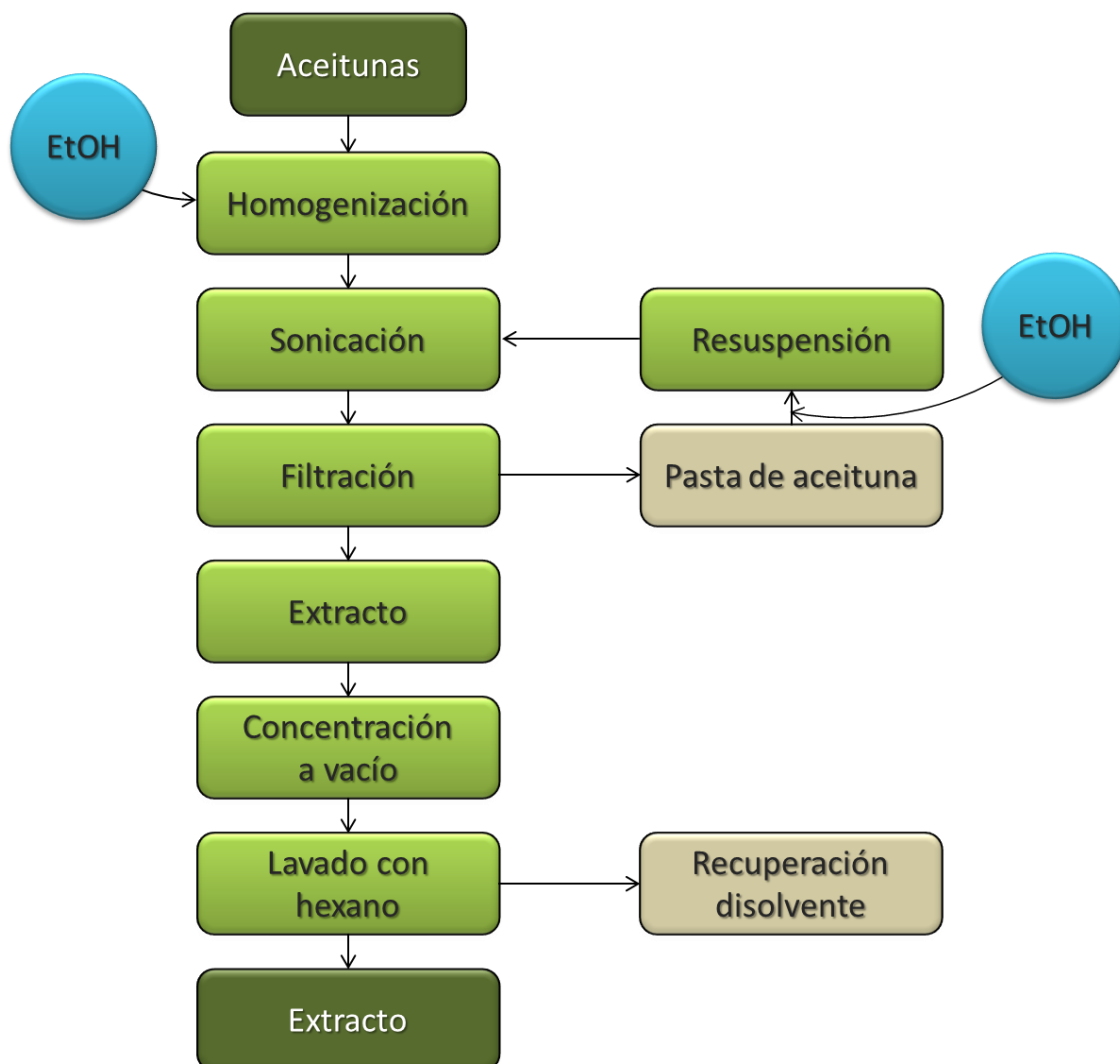 Aceitunas
EtOH
Homogenización
Sonicación
Resuspensión
EtOH
Filtración
Pasta de aceituna
Extracto
Concentración
a vacío
Lavado con
hexano
Recuperación
disolvente
Extracto